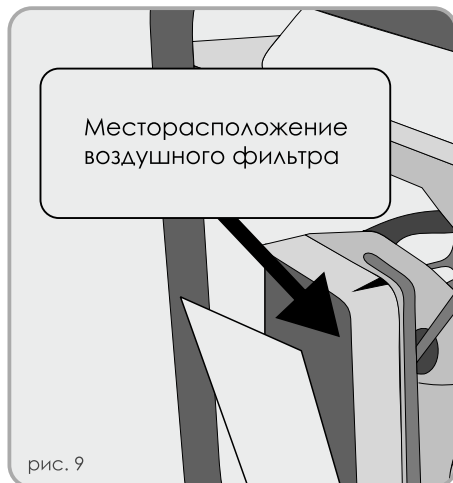 Месторасположение
воздушного фильтра
рис. 9